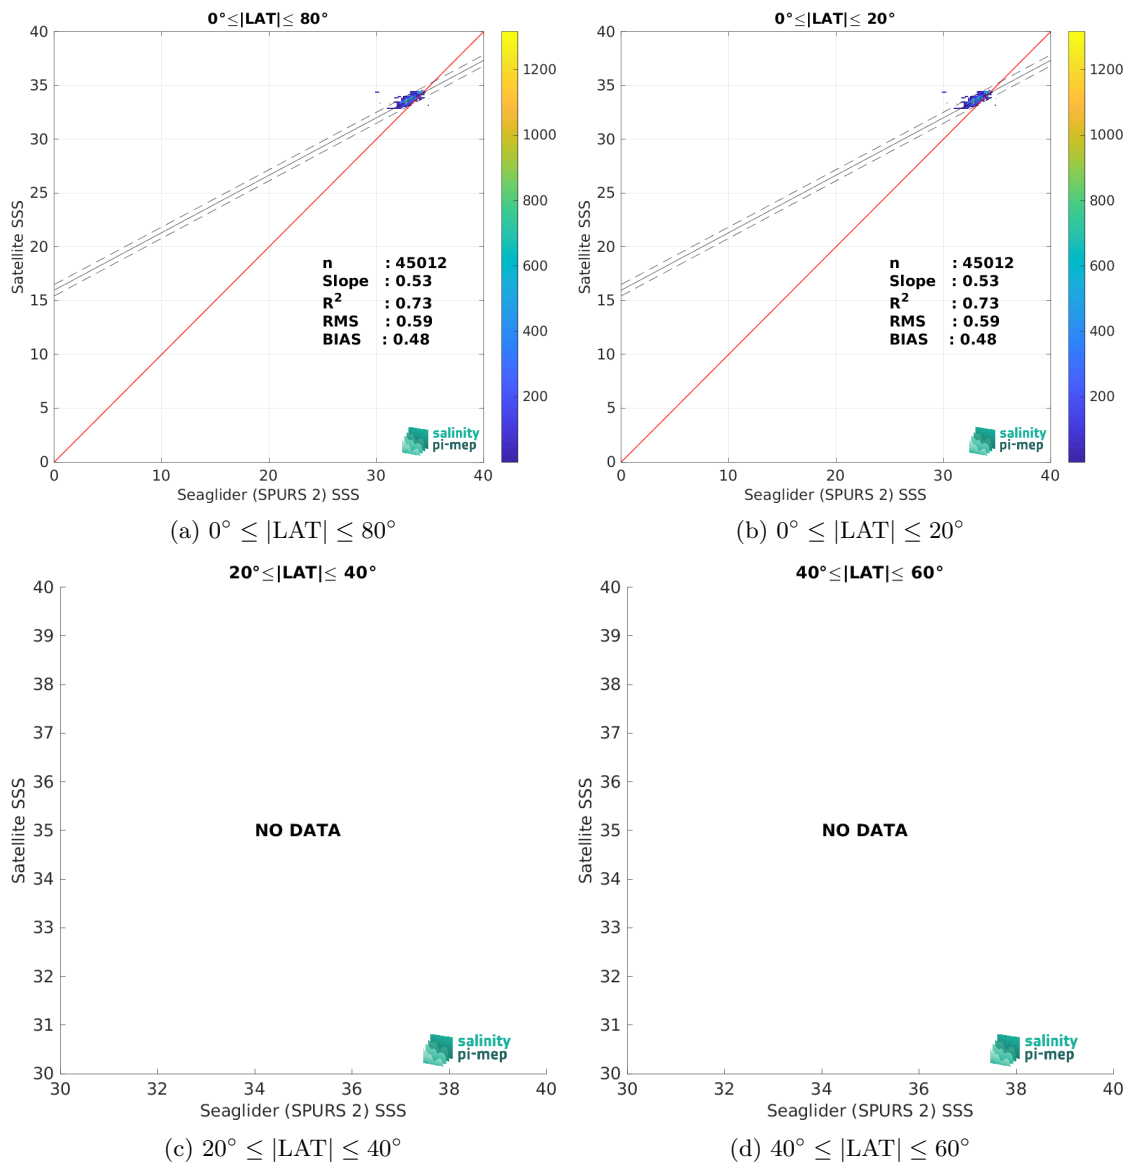 0°≤|LAT|≤ 80°
40
35
30
25
20
15
10
5
0
Satellite SSS
n : 45012
Slope : 0.53
R² : 0.73
RMS : 0.59
BIAS : 0.48
salinity
pi-mep
0 10 20 30 40
Seaglider (SPURS 2) SSS
1200
1000
800
600
400
200
(a) 0° ≤ |LAT| ≤ 80°
0°≤|LAT|≤ 20°
40
35
30
25
20
15
10
5
0
Satellite SSS
n : 45012
Slope : 0.53
R² : 0.73
RMS : 0.59
BIAS : 0.48
salinity
pi-mep
0 10 20 30 40
Seaglider (SPURS 2) SSS
1200
1000
800
600
400
200
(b) 0° ≤ |LAT| ≤ 20°
20°≤|LAT|≤ 40°
40
39
38
37
36
35
34
33
32
31
30
Satellite SSS
NO DATA
salinity
pi-mep
30 32 34 36 38 40
Seaglider (SPURS 2) SSS
(c) 20° ≤ |LAT| ≤ 40°
40°≤|LAT|≤ 60°
40
39
38
37
36
35
34
33
32
31
30
Satellite SSS
NO DATA
salinity
pi-mep
30 32 34 36 38 40
Seaglider (SPURS 2) SSS
(d) 40° ≤ |LAT| ≤ 60°